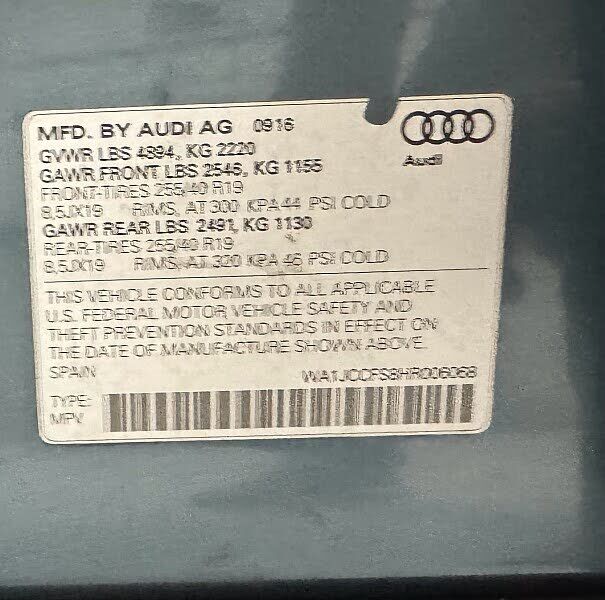 MFD. BY AUDI AG 0916
GVWR LBS 4894, KG 2220
GAWR FRONT LBS 2546, KG 1155
FRONT-TIRES 255/40 R19
8,5JX19 RIMS, AT 300 KPA 44 PSI COLD
GAWR REAR LBS 2491, KG 1130
REAR-TIRES 255/40 R19
8,5JX19 RIMS, AT 320 KPA 46 PSI COLD
Audi
THIS VEHICLE CONFORMS TO ALL APPLICABLE
U.S. FEDERAL MOTOR VEHICLE SAFETY AND
THEFT PREVENTION STANDARDS IN EFFECT ON
THE DATE OF MANUFACTURE SHOWN ABOVE
SPAIN WA1JCCFS8HR006068
TYPE:
MPV